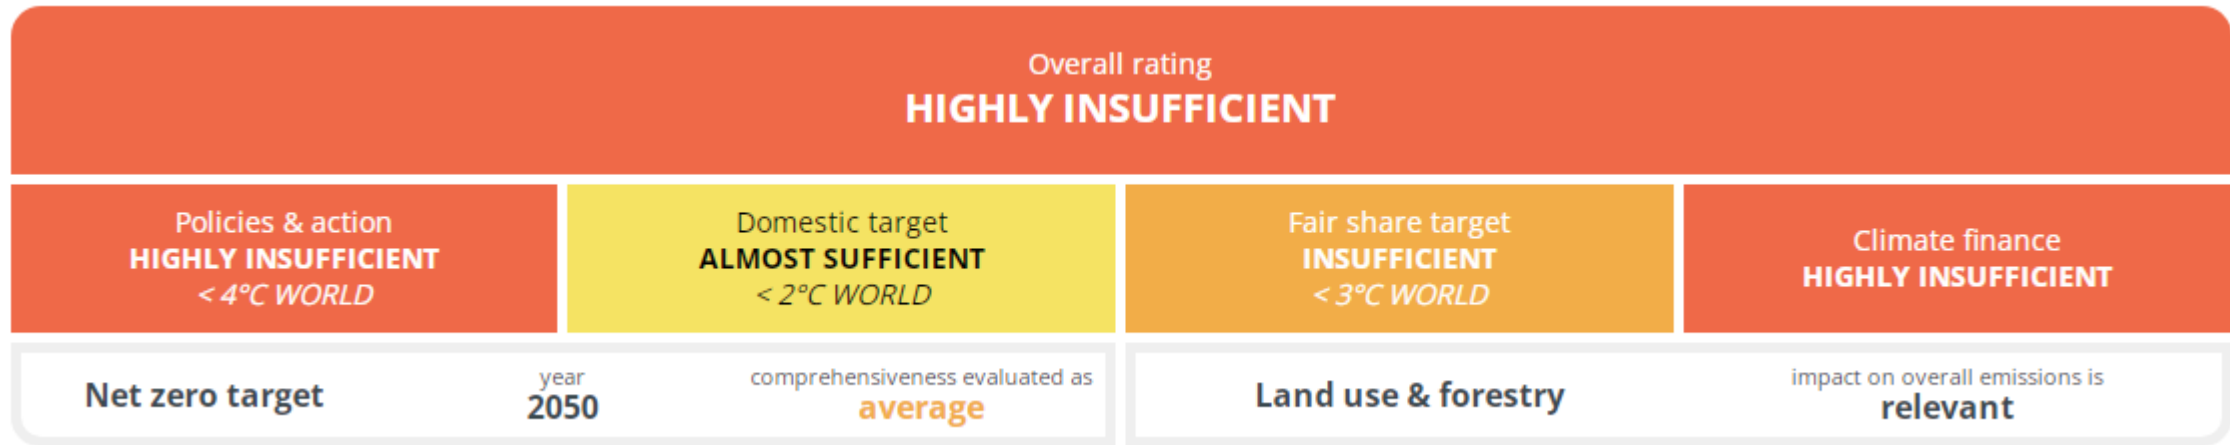 Overall rating
HIGHLY INSUFFICIENT
Policies & action
HIGHLY INSUFFICIENT
< 4°C WORLD
Domestic target
ALMOST SUFFICIENT
< 2°C WORLD
Fair share target
INSUFFICIENT
< 3°C WORLD
Climate finance
HIGHLY INSUFFICIENT
Net zero target
year
2050
comprehensiveness evaluated as
average
Land use & forestry
impact on overall emissions is
relevant